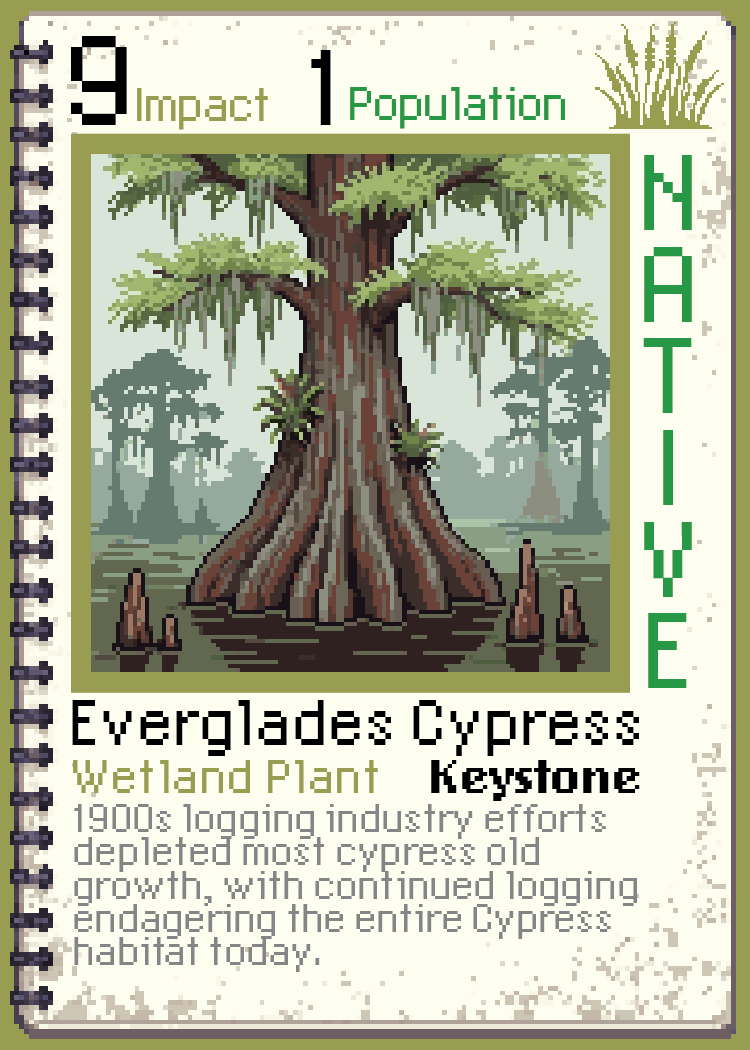 9 Impact 1 Population
NATIVE
Everglades Cypress
Wetland Plant Keystone
1900s logging industry efforts
depleted most cypress old
growth, with continued logging
endagering the entire Cypress
habitat today.